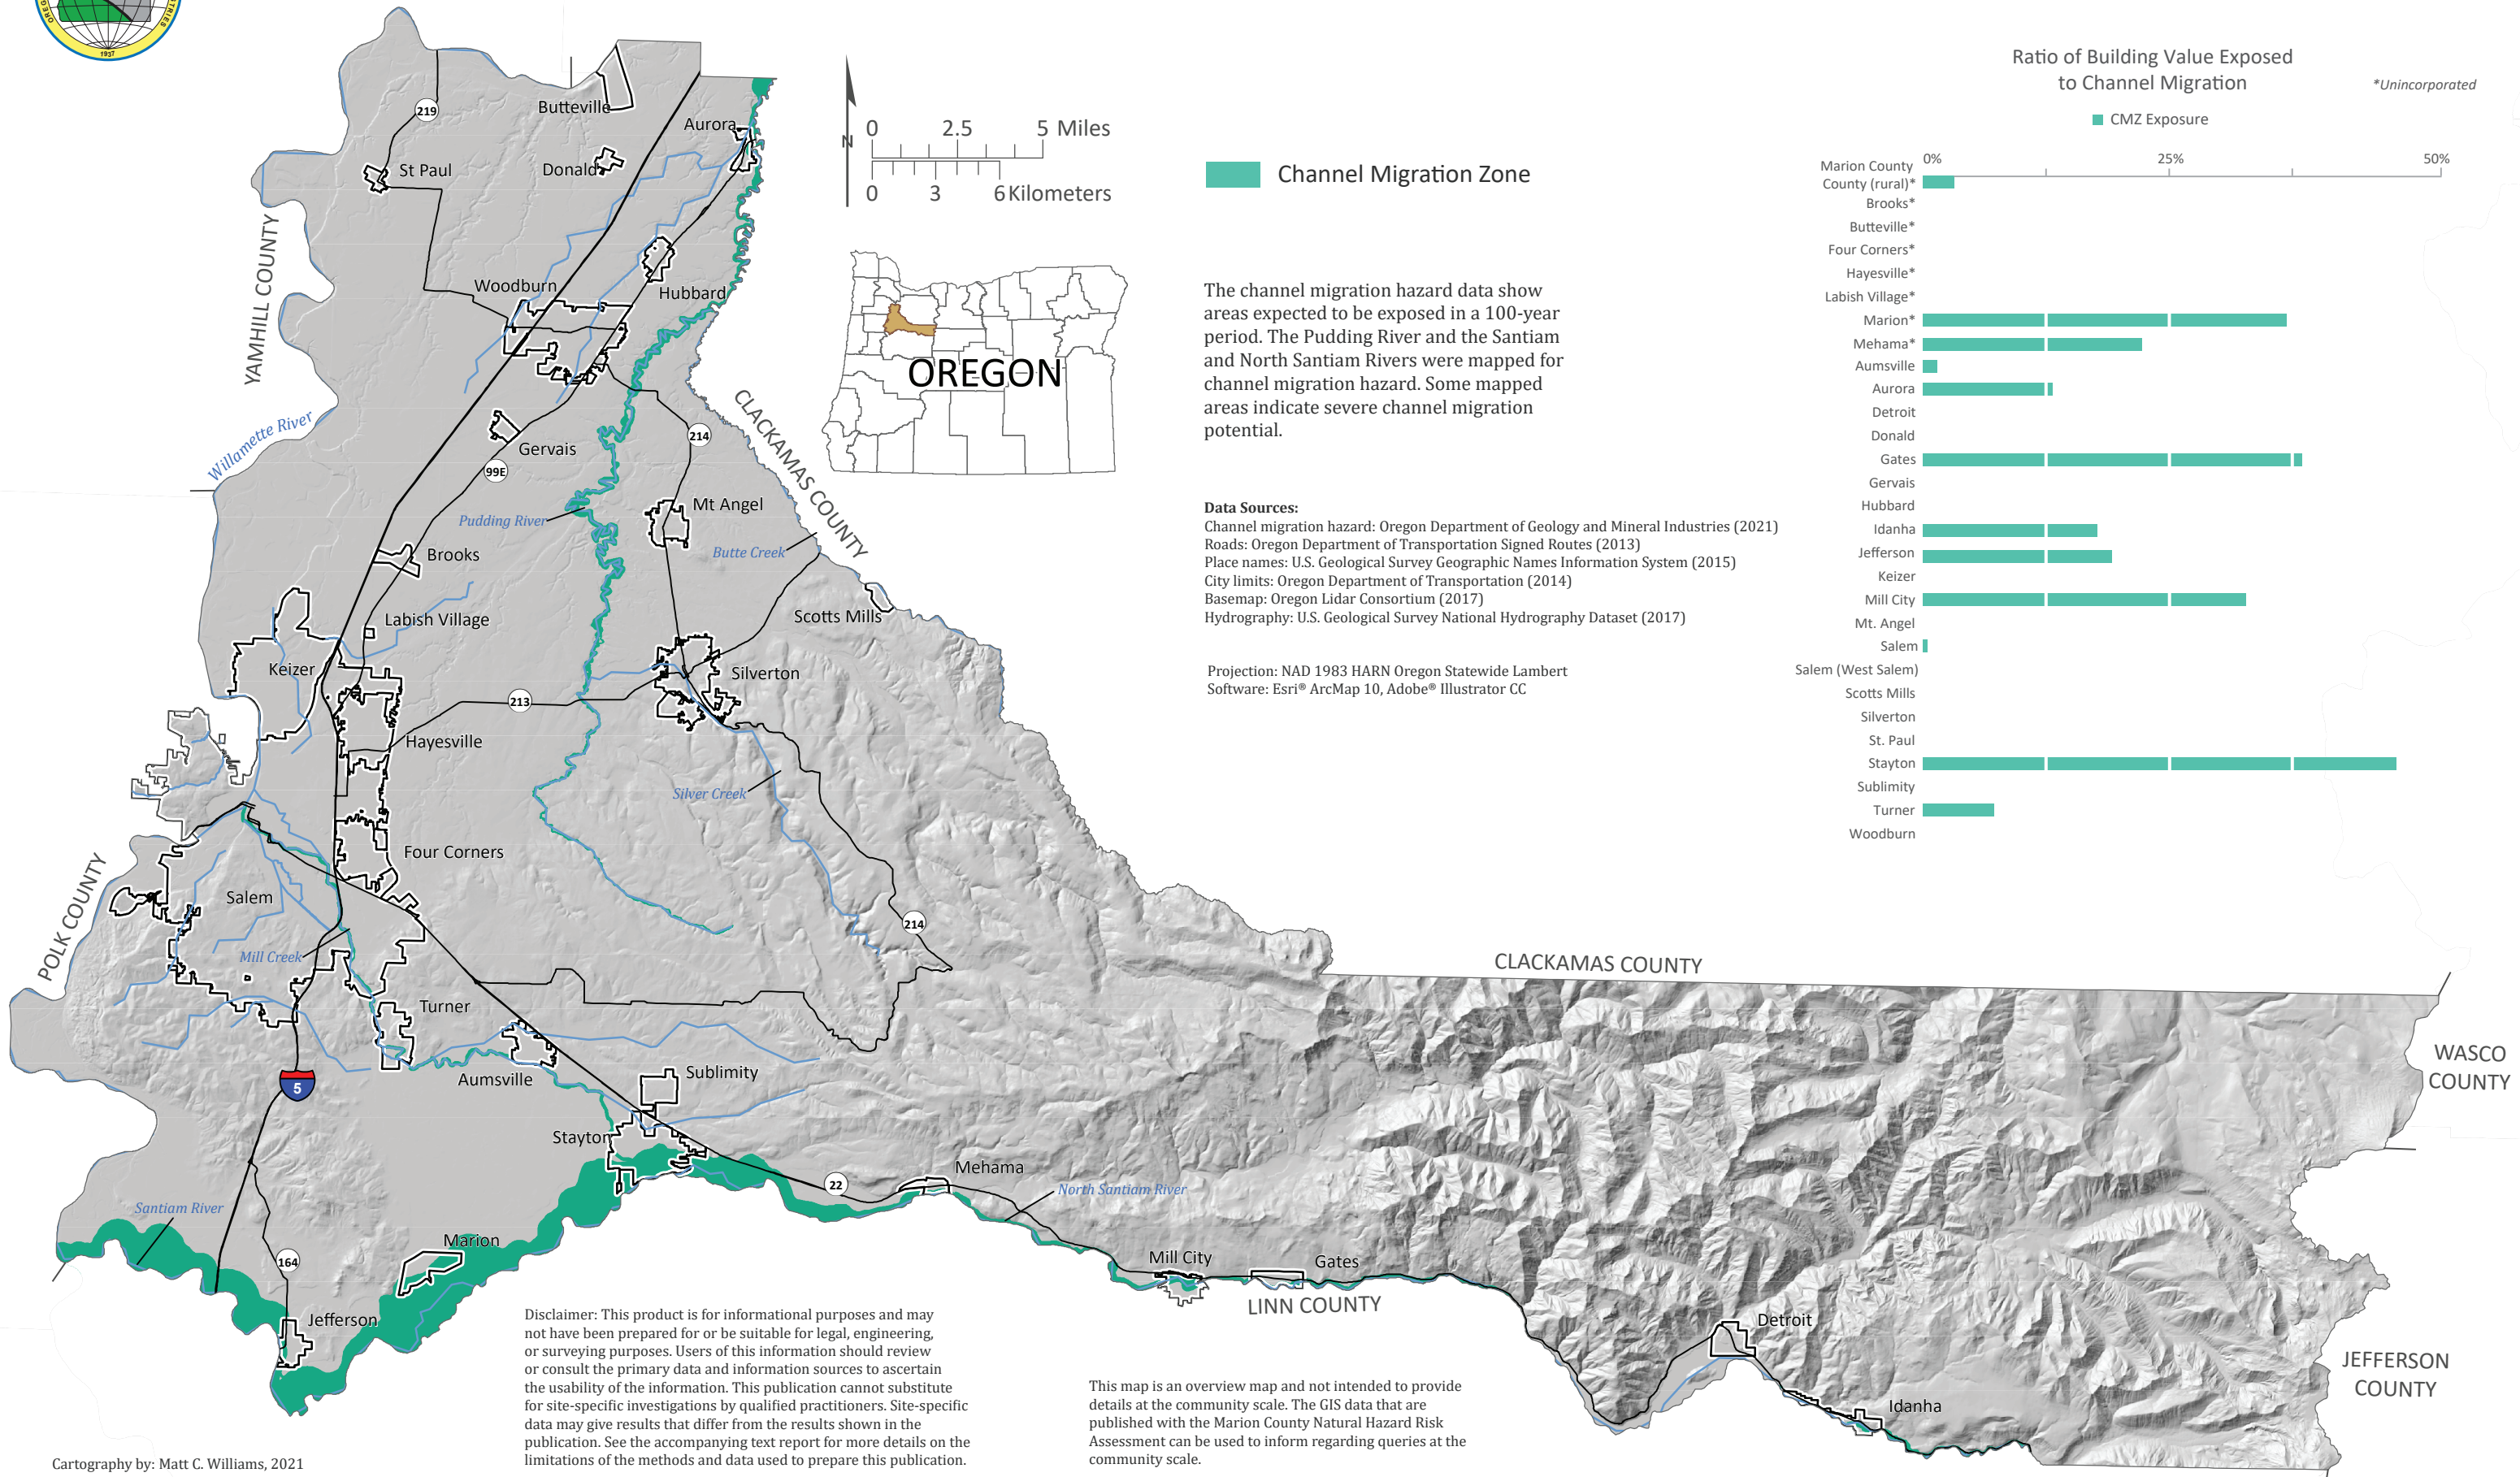 1937
219
Butteville
Aurora
St Paul
Donald
YAMHILL COUNTY
Woodburn
Hubbard
Willamette River
CLACKAMAS COUNTY
214
Gervais
99E
Mt Angel
Pudding River
Butte Creek
Brooks
Scotts Mills
Labish Village
Keizer
Silverton
213
Hayesville
Silver Creek
Four Corners
POLK COUNTY
Salem
214
Mill Creek
Turner
5
Aumsville
Sublimity
Stayton
Mehama
22
North Santiam River
Santiam River
Marion
164
Jefferson
Mill City
Gates
LINN COUNTY
Detroit
Idanha
CLACKAMAS COUNTY
WASCO
COUNTY
JEFFERSON
COUNTY
N
0 2.5 5 Miles
0 3 6 Kilometers
OREGON
Channel Migration Zone
The channel migration hazard data show
areas expected to be exposed in a 100-year
period. The Pudding River and the Santiam
and North Santiam Rivers were mapped for
channel migration hazard. Some mapped
areas indicate severe channel migration
potential.
Data Sources:
Channel migration hazard: Oregon Department of Geology and Mineral Industries (2021)
Roads: Oregon Department of Transportation Signed Routes (2013)
Place names: U.S. Geological Survey Geographic Names Information System (2015)
City limits: Oregon Department of Transportation (2014)
Basemap: Oregon Lidar Consortium (2017)
Hydrography: U.S. Geological Survey National Hydrography Dataset (2017)
Projection: NAD 1983 HARN Oregon Statewide Lambert
Software: Esri® ArcMap 10, Adobe® Illustrator CC
Ratio of Building Value Exposed
to Channel Migration
*Unincorporated
CMZ Exposure
0% 25% 50%
Marion County
County (rural)*
Brooks*
Butteville*
Four Corners*
Hayesville*
Labish Village*
Marion*
Mehama*
Aumsville
Aurora
Detroit
Donald
Gates
Gervais
Hubbard
Idanha
Jefferson
Keizer
Mill City
Mt. Angel
Salem
Salem (West Salem)
Scotts Mills
Silverton
St. Paul
Stayton
Sublimity
Turner
Woodburn
Disclaimer: This product is for informational purposes and may
not have been prepared for or be suitable for legal, engineering,
or surveying purposes. Users of this information should review
or consult the primary data and information sources to ascertain
the usability of the information. This publication cannot substitute
for site-specific investigations by qualified practitioners. Site-specific
data may give results that differ from the results shown in the
publication. See the accompanying text report for more details on the
limitations of the methods and data used to prepare this publication.
This map is an overview map and not intended to provide
details at the community scale. The GIS data that are
published with the Marion County Natural Hazard Risk
Assessment can be used to inform regarding queries at the
community scale.
Cartography by: Matt C. Williams, 2021